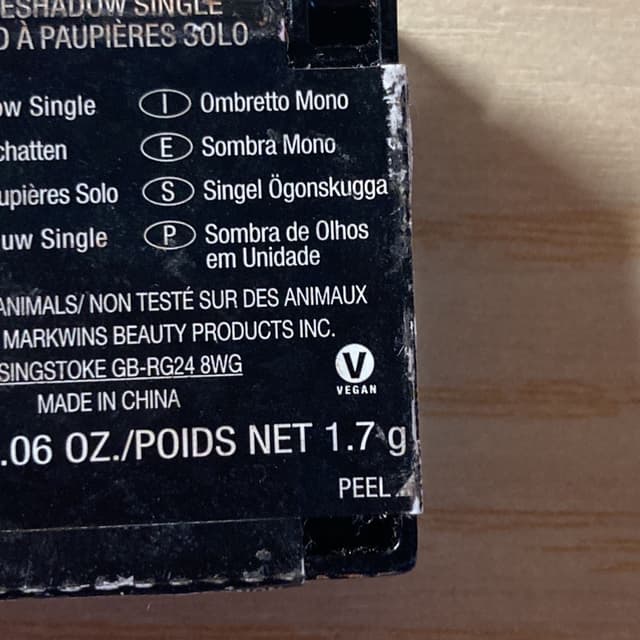 ESHADOW SINGLE
À PAUPIÈRES SOLO
ow Single
I Ombretto Mono
chatten
E Sombra Mono
upières Solo
S Singel Ögonskugga
uw Single
P Sombra de Olhos
em Unidade
ANIMALS/ NON TESTÉ SUR DES ANIMAUX
MARKWINS BEAUTY PRODUCTS INC.
SINGSTOKE GB-RG24 8WG
V
VEGAN
MADE IN CHINA
.06 OZ./POIDS NET 1.7 g
PEEL